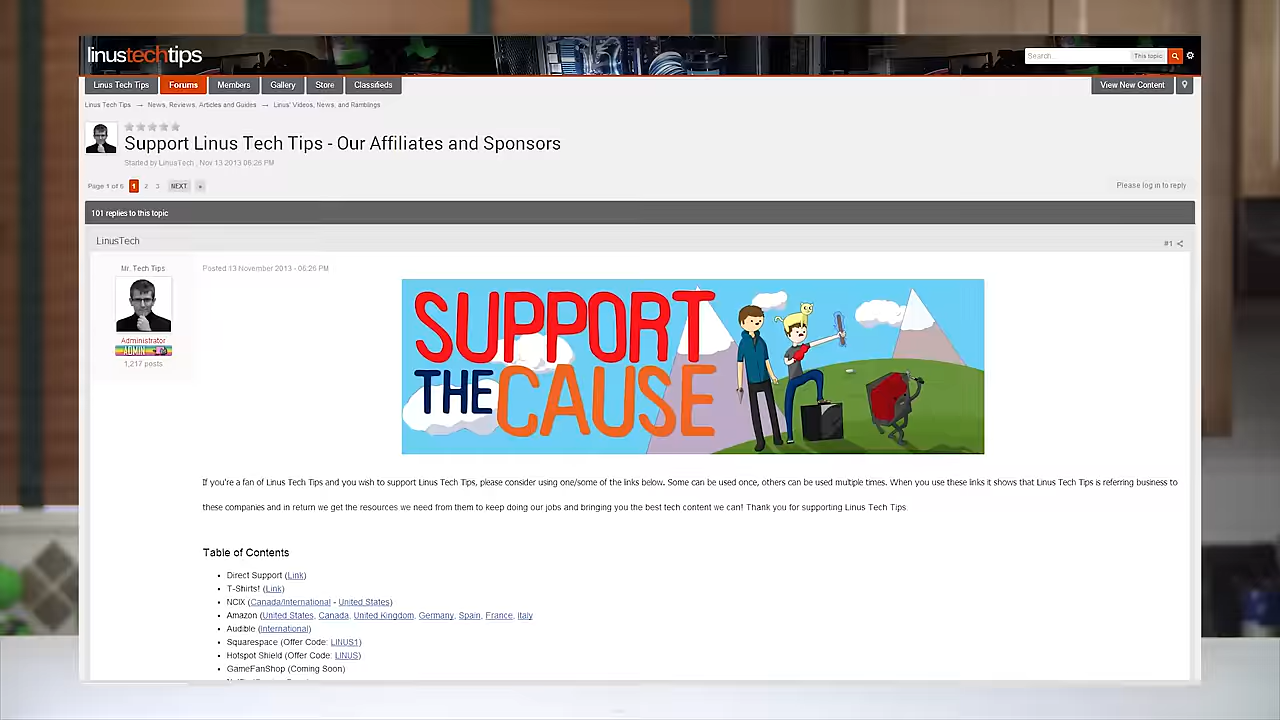 linustechtips
Search...
This topic
Linus Tech Tips
Forums
Members
Gallery
Store
Classifieds
View New Content
Linus Tech Tips → News, Reviews, Articles and Guides → Linus' Videos, News, and Ramblings
Support Linus Tech Tips - Our Affiliates and Sponsors
Started by LinusTech , Nov 13 2013 06:26 PM
Page 1 of 6 1 2 3 NEXT »
Please log in to reply
101 replies to this topic
LinusTech
#1
Mr. Tech Tips
Posted 13 November 2013 - 06:26 PM
Administrator
ADMIN
1,217 posts
SUPPORT
THE CAUSE
If you're a fan of Linus Tech Tips and you wish to support Linus Tech Tips, please consider using one/some of the links below. Some can be used once, others can be used multiple times. When you use these links it shows that Linus Tech Tips is referring business to
these companies and in return we get the resources we need from them to keep doing our jobs and bringing you the best tech content we can! Thank you for supporting Linus Tech Tips.
Table of Contents
• Direct Support (Link)
• T-Shirts! (Link)
• NCIX (Canada/International - United States)
• Amazon (United States, Canada, United Kingdom, Germany, Spain, France, Italy
• Audible (International)
• Squarespace (Offer Code: LINUS1)
• Hotspot Shield (Offer Code: LINUS)
• GameFanShop (Coming Soon)